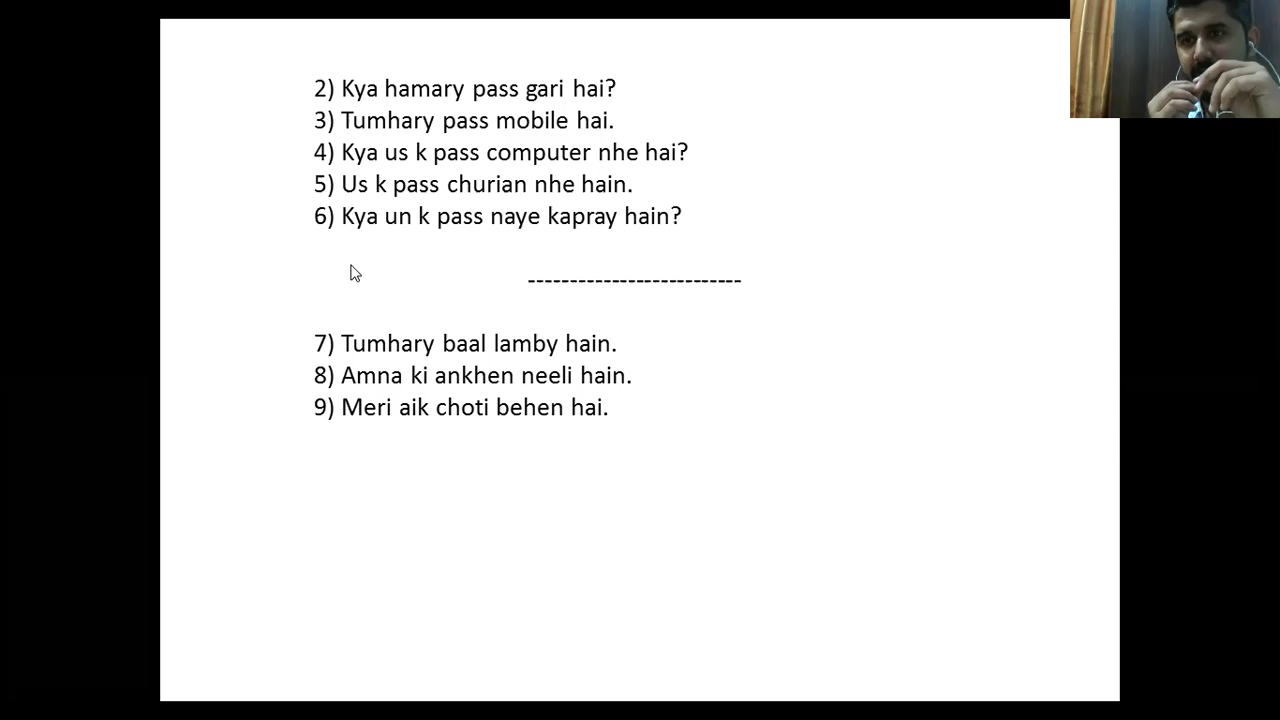 2) Kya hamary pass gari hai?
3) Tumhary pass mobile hai.
4) Kya us k pass computer nhe hai?
5) Us k pass churian nhe hain.
6) Kya un k pass naye kapray hain?
--------------------------
7) Tumhary baal lamby hain.
8) Amna ki ankhen neeli hain.
9) Meri aik choti behen hai.